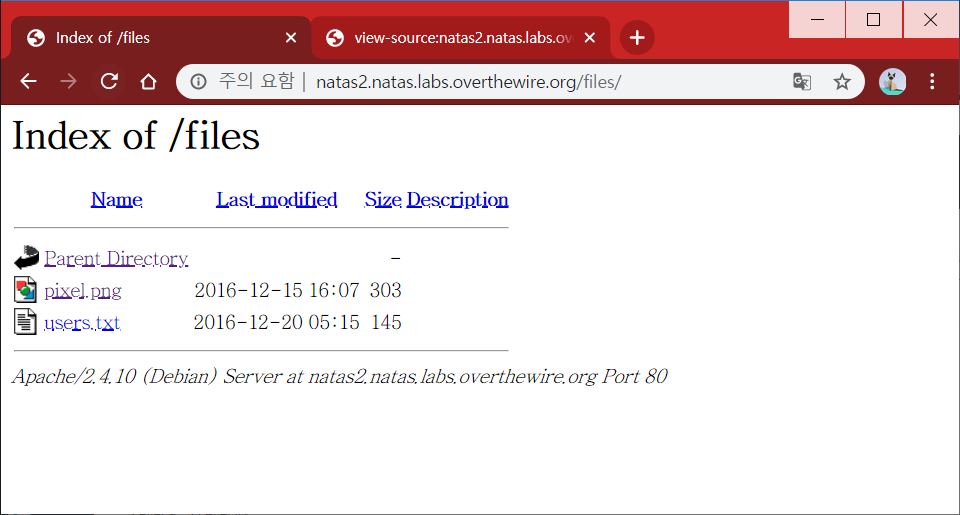 Index of /files
view-source:natas2.natas.labs.ov
주의 요함 | natas2.natas.labs.overthewire.org/files/
Index of /files
Name Last modified Size Description
Parent Directory -
pixel.png 2016-12-15 16:07 303
users.txt 2016-12-20 05:15 145
Apache/2.4.10 (Debian) Server at natas2.natas.labs.overthewire.org Port 80